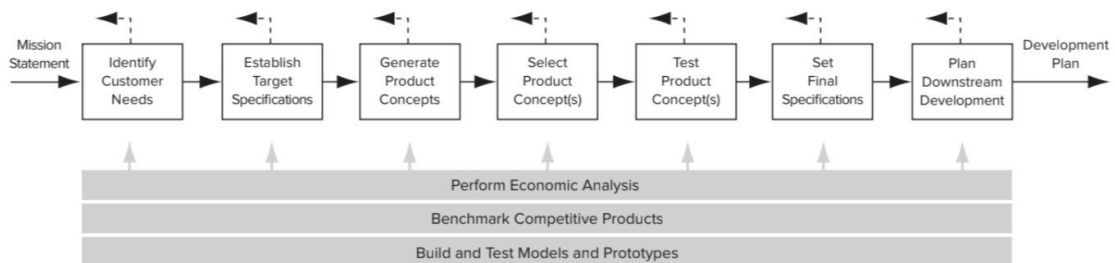 Mission
Statement
Identify
Customer
Needs
Establish
Target
Specifications
Generate
Product
Concepts
Select
Product
Concept(s)
Test
Product
Concept(s)
Set
Final
Specifications
Plan
Downstream
Development
Development
Plan
Perform Economic Analysis
Benchmark Competitive Products
Build and Test Models and Prototypes